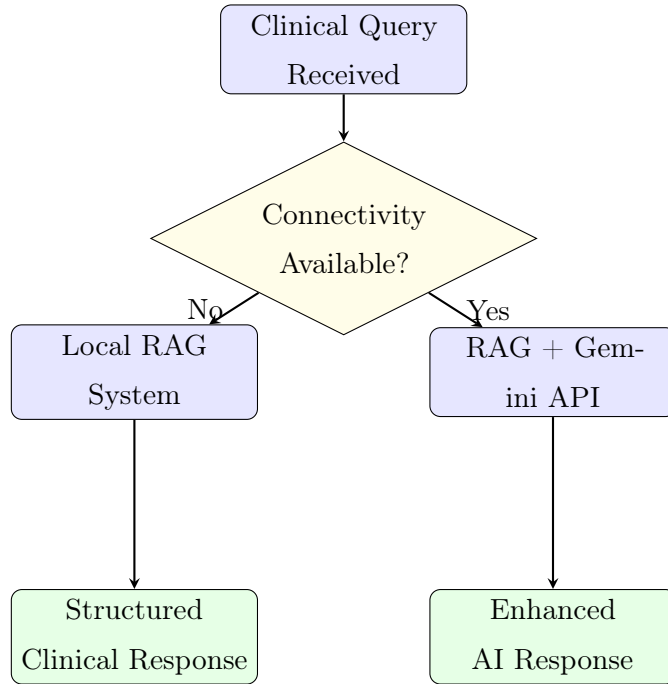 Clinical Query
Received
Connectivity
Available?
No
Yes
Local RAG
System
RAG + Gem-
ini API
Structured
Clinical Response
Enhanced
AI Response